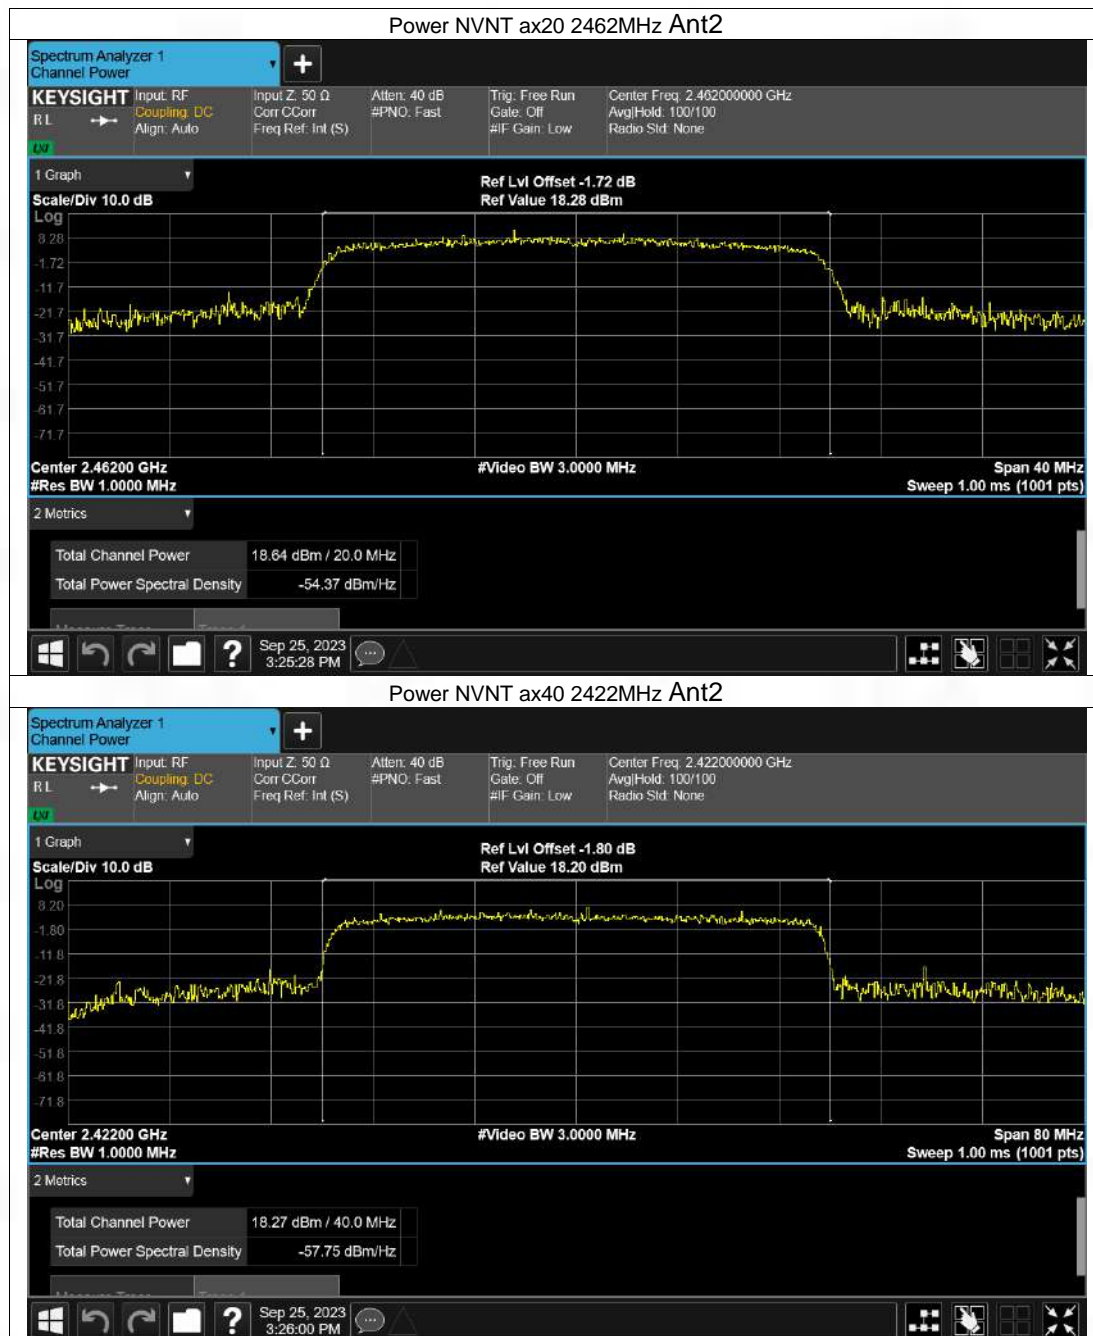 Power NVNT ax20 2462MHz Ant2
Spectrum Analyzer 1
Channel Power
KEYSIGHT
RL
LXI
Input: RF
Coupling: DC
Align: Auto
Input Z: 50 Ω
Corr CCorr
Freq Ref: Int (S)
Atten: 40 dB
#PNO: Fast
Trig: Free Run
Gate: Off
#IF Gain: Low
Center Freq: 2.462000000 GHz
Avg|Hold: 100/100
Radio Std: None
1 Graph
Scale/Div 10.0 dB
Ref Lvl Offset -1.72 dB
Ref Value 18.28 dBm
Log
8.28
-1.72
-11.7
-21.7
-31.7
-41.7
-51.7
-61.7
-71.7
Center 2.46200 GHz
#Res BW 1.0000 MHz
#Video BW 3.0000 MHz
Span 40 MHz
Sweep 1.00 ms (1001 pts)
2 Metrics
Total Channel Power 18.64 dBm / 20.0 MHz
Total Power Spectral Density -54.37 dBm/Hz
Sep 25, 2023
3:25:28 PM
Power NVNT ax40 2422MHz Ant2
Spectrum Analyzer 1
Channel Power
KEYSIGHT
RL
LXI
Input: RF
Coupling: DC
Align: Auto
Input Z: 50 Ω
Corr CCorr
Freq Ref: Int (S)
Atten: 40 dB
#PNO: Fast
Trig: Free Run
Gate: Off
#IF Gain: Low
Center Freq: 2.422000000 GHz
Avg|Hold: 100/100
Radio Std: None
1 Graph
Scale/Div 10.0 dB
Ref Lvl Offset -1.80 dB
Ref Value 18.20 dBm
Log
8.20
-1.80
-11.8
-21.8
-31.8
-41.8
-51.8
-61.8
-71.8
Center 2.42200 GHz
#Res BW 1.0000 MHz
#Video BW 3.0000 MHz
Span 80 MHz
Sweep 1.00 ms (1001 pts)
2 Metrics
Total Channel Power 18.27 dBm / 40.0 MHz
Total Power Spectral Density -57.75 dBm/Hz
Sep 25, 2023
3:26:00 PM